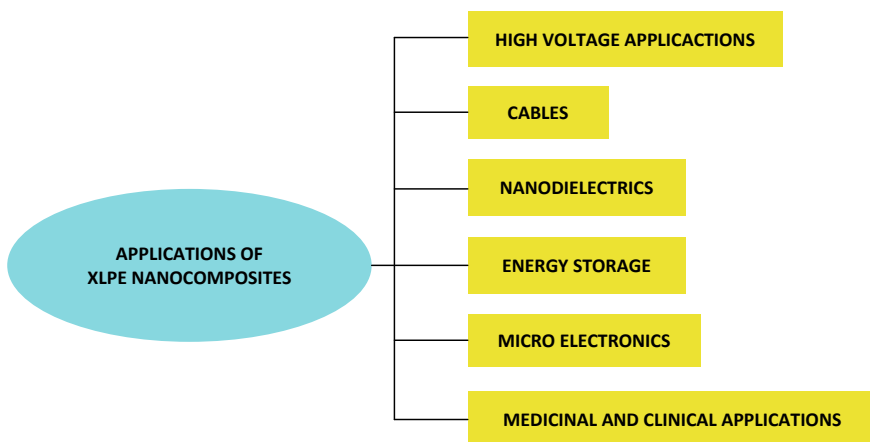 HIGH VOLTAGE APPLICACTIONS
CABLES
NANODIELECTRICS
APPLICATIONS OF
XLPE NANOCOMPOSITES
ENERGY STORAGE
MICRO ELECTRONICS
MEDICINAL AND CLINICAL APPLICATIONS